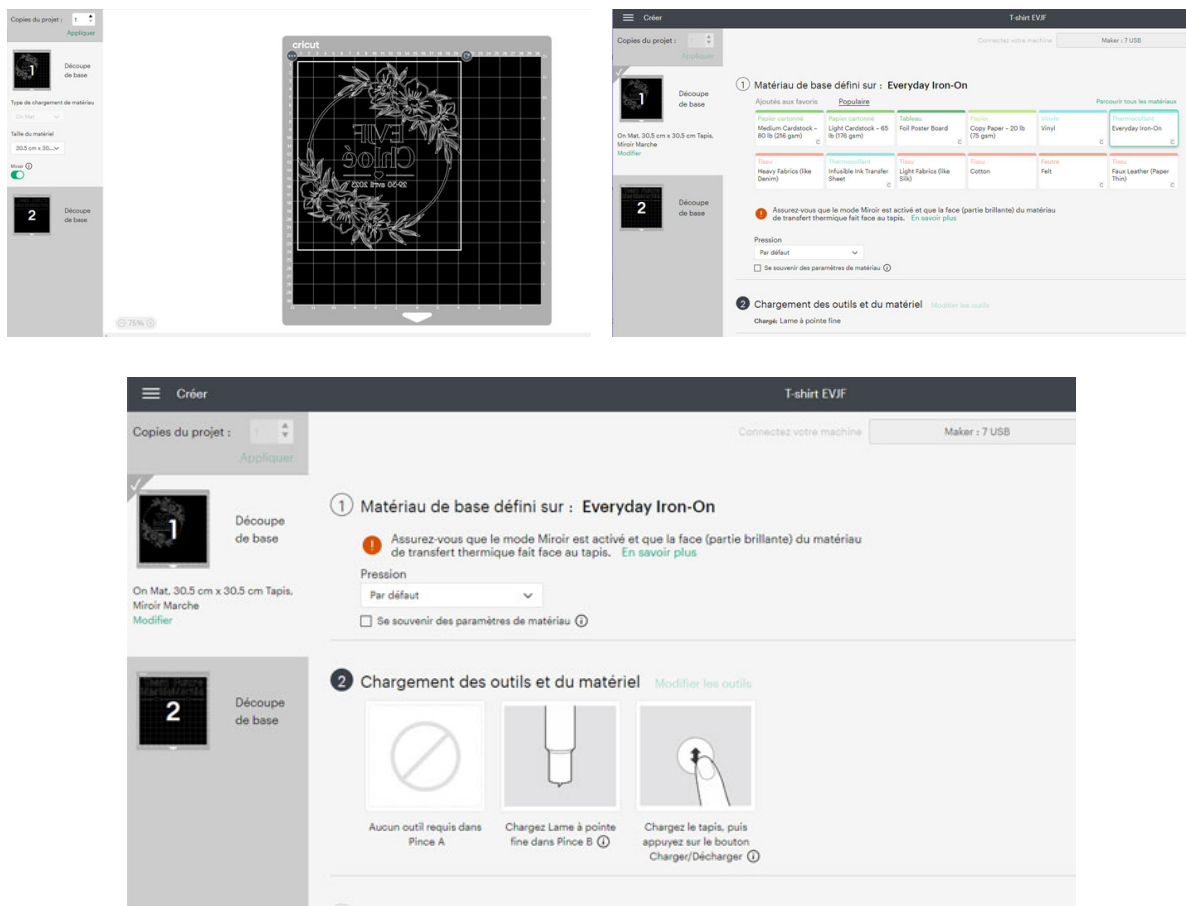 Copies du projet :
1
Appliquer
1
Découpe
de base
Type de chargement de matériau
On Mat
Taille du matériel
30.5 cm x 30...
Miroir
2
Découpe
de base
cricut
EVJF
Chloé
75%
Créer
T-shirt EVJF
Copies du projet :
Connectez votre machine
Maker : 7 USB
Appliquer
1
Découpe
de base
On Mat, 30.5 cm x 30.5 cm Tapis,
Miroir Marche
Modifier
2
Découpe
de base
1 Matériau de base défini sur : Everyday Iron-On
Ajoutés aux favoris Populaire Parcourir tous les matériaux
Papier cartonné
Medium Cardstock –
80 lb (216 gsm)
C
Papier cartonné
Light Cardstock – 65
lb (176 gsm)
Tableau
Foil Poster Board
C
Papier
Copy Paper – 20 lb
(75 gsm)
Vinyle
Vinyl
C
Thermocollant
Everyday Iron-On
C
Tissu
Heavy Fabrics (like
Denim)
Thermocollant
Infusible Ink Transfer
Sheet
C
Tissu
Light Fabrics (like
Silk)
Tissu
Cotton
Feutre
Felt
C
Tissu
Faux Leather (Paper
Thin)
C
Assurez-vous que le mode Miroir est activé et que la face (partie brillante) du matériau
de transfert thermique fait face au tapis. En savoir plus
Pression
Par défaut
Se souvenir des paramètres de matériau
2 Chargement des outils et du matériel Modifier les outils
Chargé: Lame à pointe fine
Créer
T-shirt EVJF
Copies du projet :
1
Connectez votre machine
Maker : 7 USB
Appliquer
1
Découpe
de base
On Mat, 30.5 cm x 30.5 cm Tapis,
Miroir Marche
Modifier
2
Découpe
de base
1 Matériau de base défini sur : Everyday Iron-On
Assurez-vous que le mode Miroir est activé et que la face (partie brillante) du matériau
de transfert thermique fait face au tapis. En savoir plus
Pression
Par défaut
Se souvenir des paramètres de matériau
2 Chargement des outils et du matériel Modifier les outils
Aucun outil requis dans
Pince A
Chargez Lame à pointe
fine dans Pince B
Chargez le tapis, puis
appuyez sur le bouton
Charger/Décharger